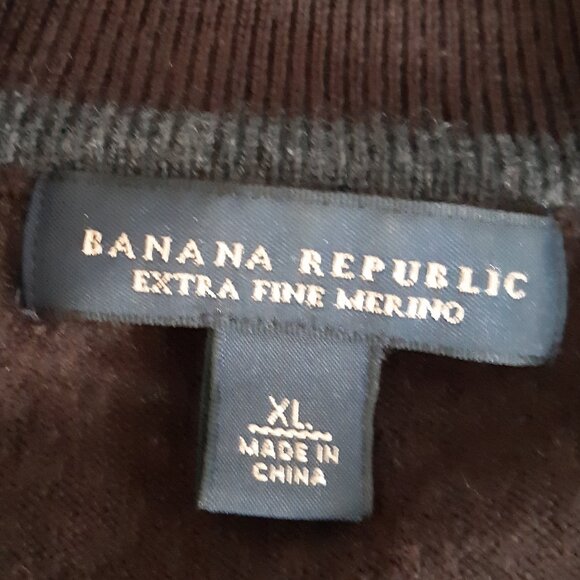 BANANA REPUBLIC
EXTRA FINE MERINO
XL
MADE IN
CHINA